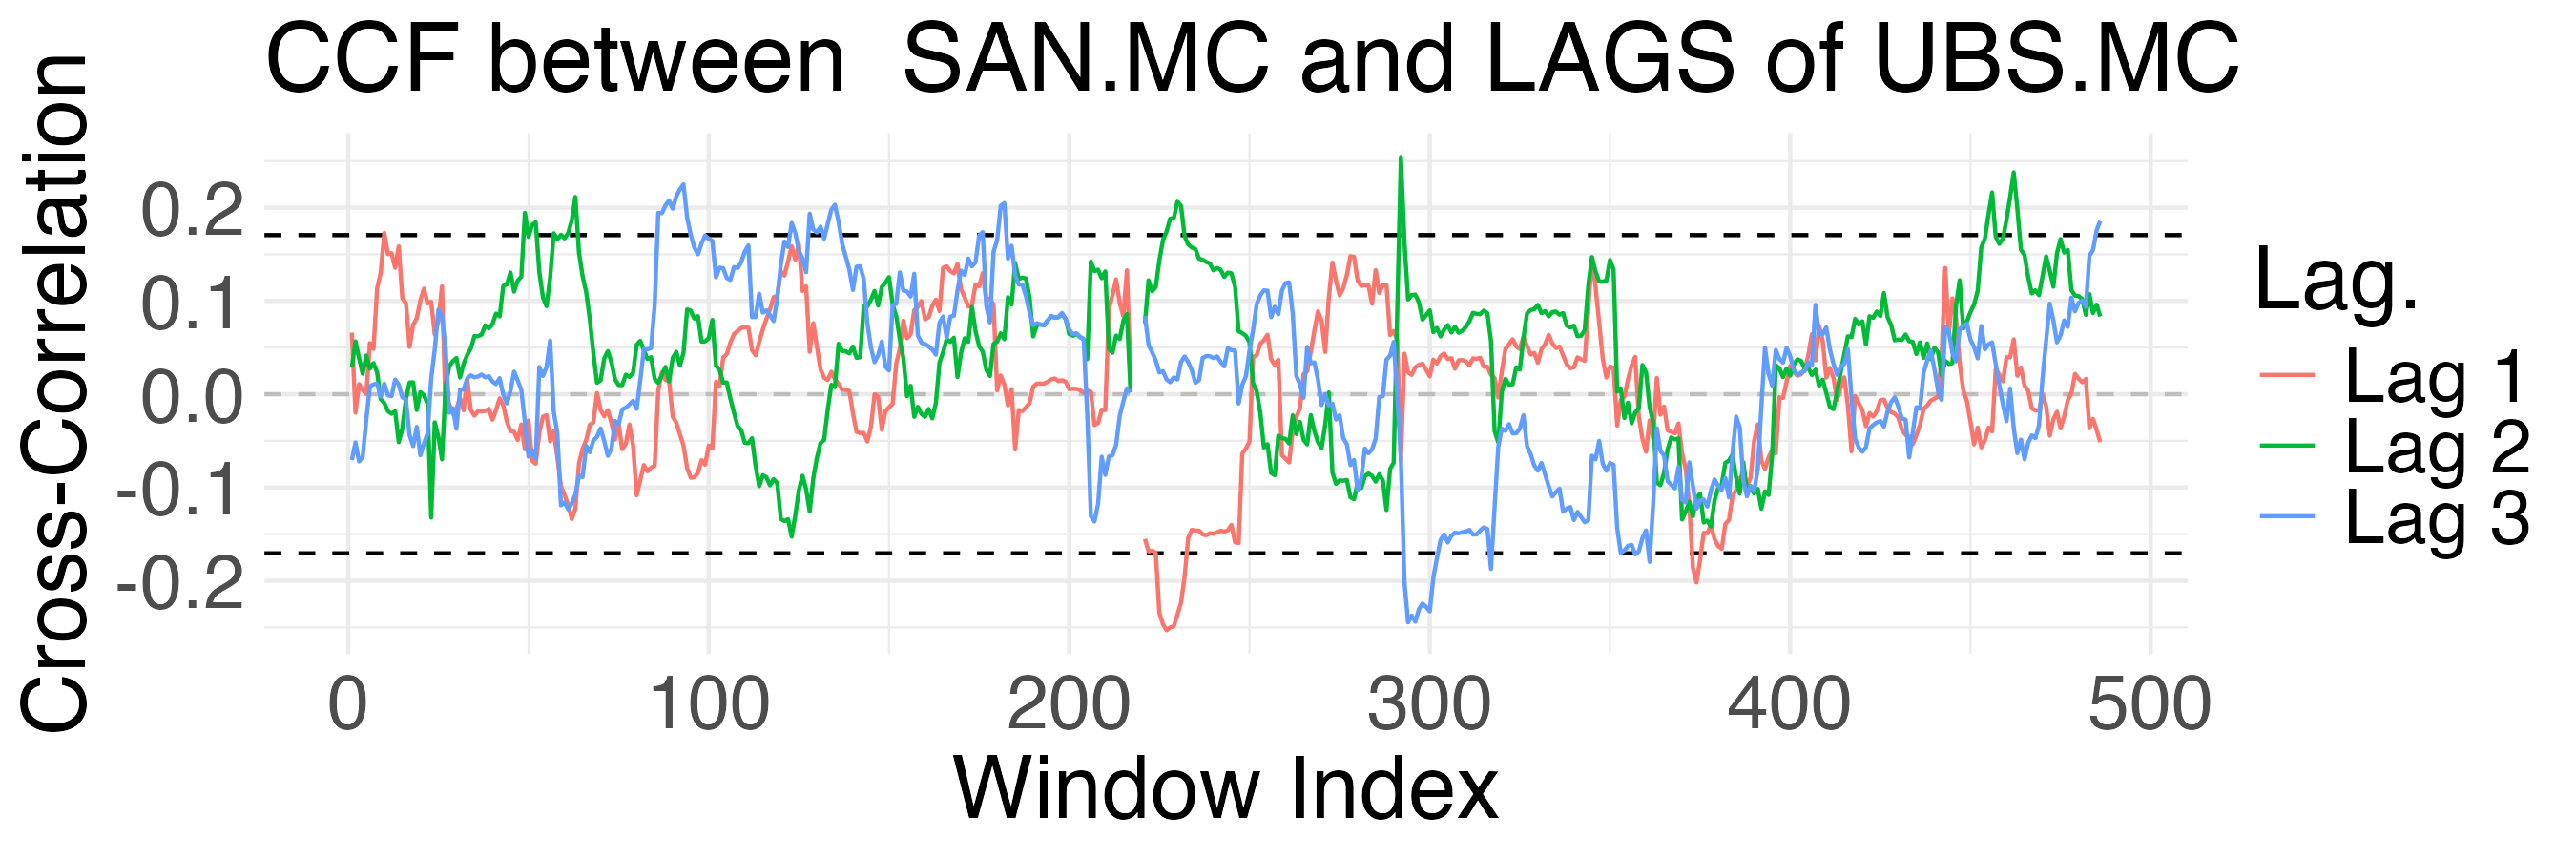 CCF between  SAN.MC and LAGS of UBS.MC
Cross-Correlation
0.2
0.1
0.0
-0.1
-0.2
0 100 200 300 400 500
Window Index
Lag.
Lag 1
Lag 2
Lag 3